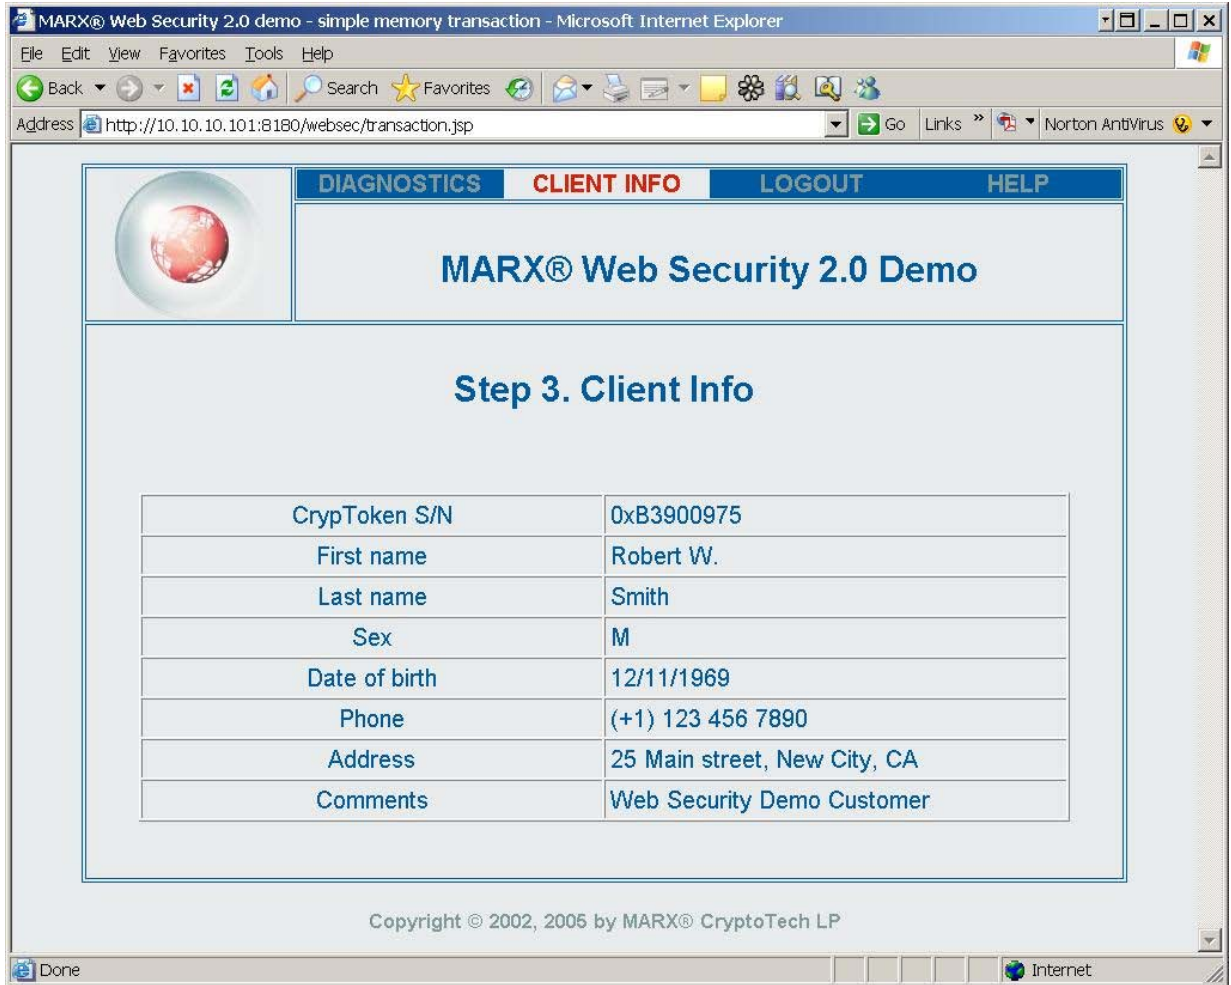 MARX® Web Security 2.0 demo - simple memory transaction - Microsoft Internet Explorer
File Edit View Favorites Tools Help
Back Search Favorites
Address http://10.10.10.101:8180/websec/transaction.jsp Go Links » Norton AntiVirus
DIAGNOSTICS CLIENT INFO LOGOUT HELP
MARX® Web Security 2.0 Demo
Step 3. Client Info
CrypToken S/N 0xB3900975
First name Robert W.
Last name Smith
Sex M
Date of birth 12/11/1969
Phone (+1) 123 456 7890
Address 25 Main street, New City, CA
Comments Web Security Demo Customer
Copyright © 2002, 2005 by MARX® CryptoTech LP
Done Internet